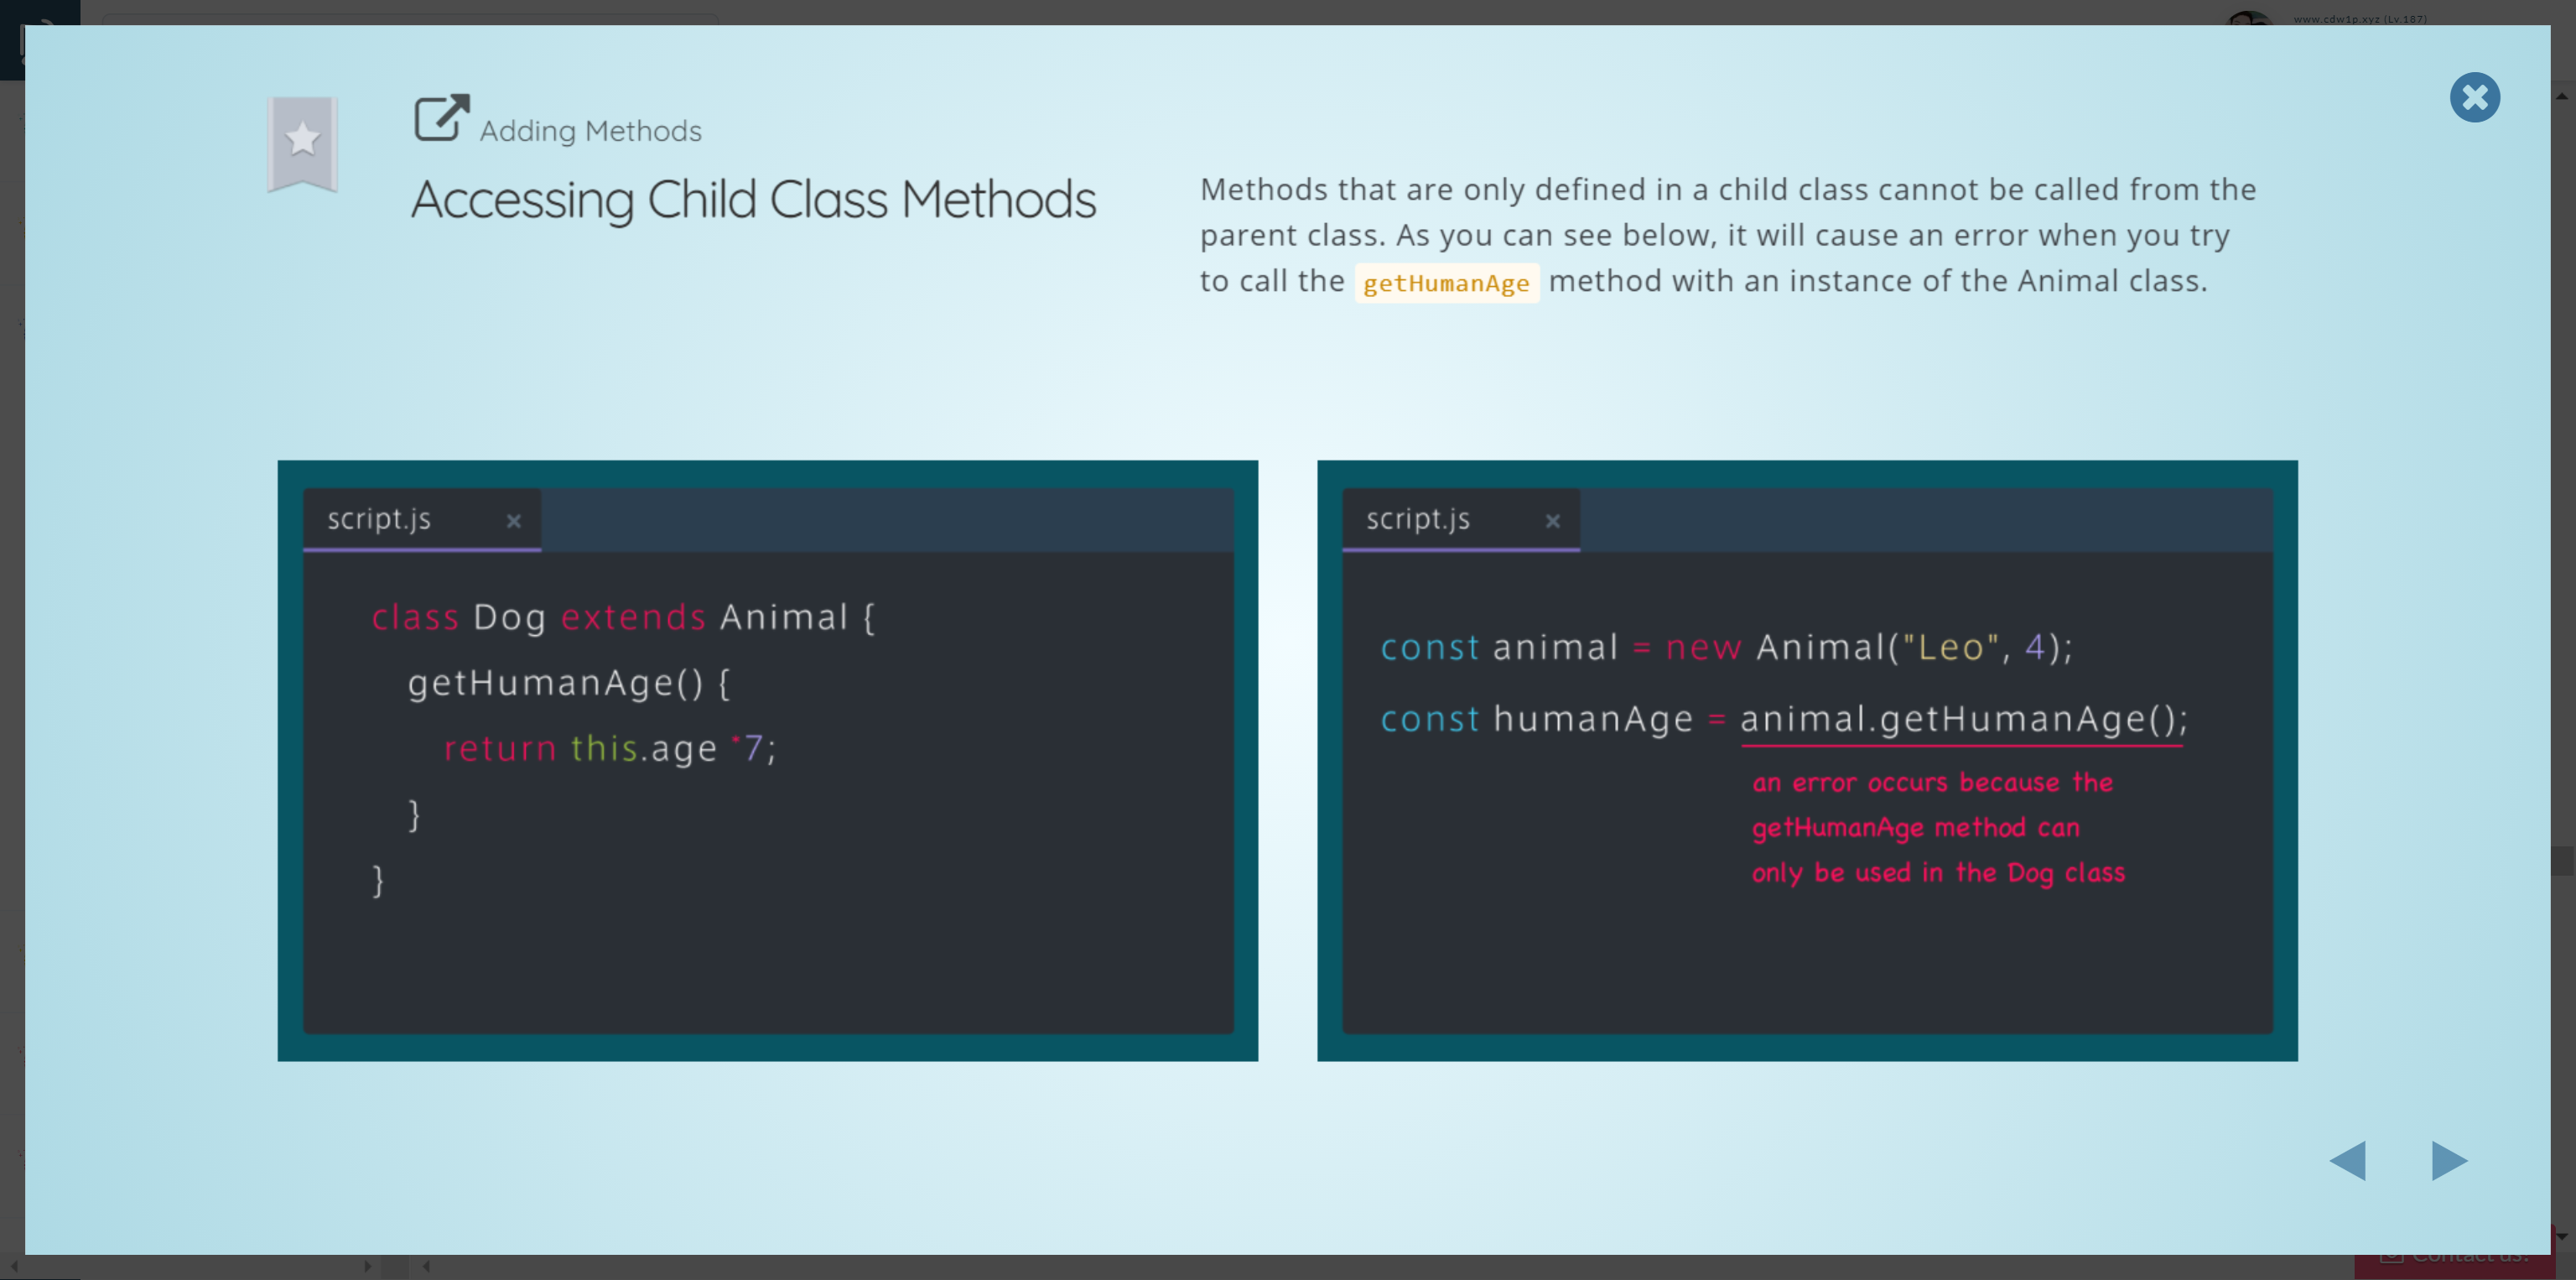 www.cdw1p.xyz (Lv.187)
Adding Methods
Accessing Child Class Methods
Methods that are only defined in a child class cannot be called from the
parent class. As you can see below, it will cause an error when you try
to call the getHumanAge method with an instance of the Animal class.
script.js
class Dog extends Animal {
getHumanAge() {
return this.age *7;
}
}
script.js
const animal = new Animal("Leo", 4);
const humanAge = animal.getHumanAge();
an error occurs because the
getHumanAge method can
only be used in the Dog class
Contact us!